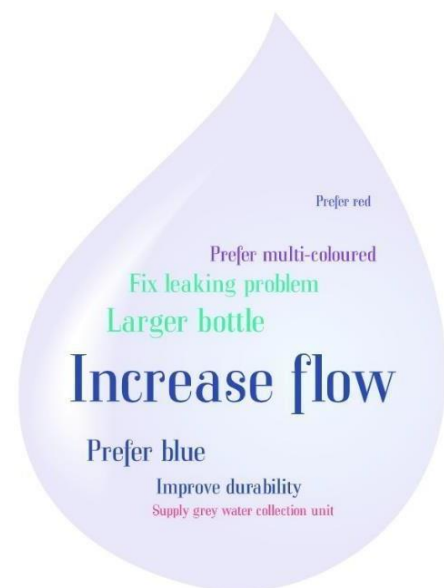 Prefer red
Prefer multi-coloured
Fix leaking problem
Larger bottle
Increase flow
Prefer blue
Improve durability
Supply grey water collection unit